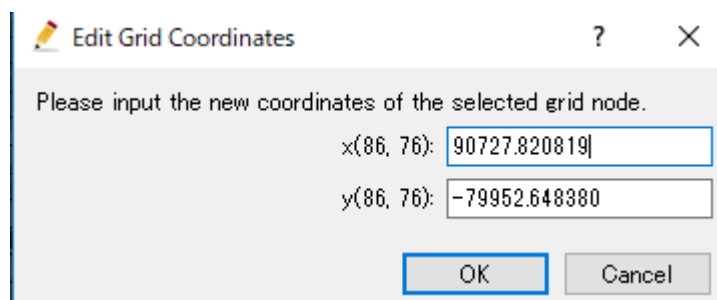 Edit Grid Coordinates ? ×
Please input the new coordinates of the selected grid node.
x(86, 76): 90727.820819
y(86, 76): -79952.648380
OK Cancel